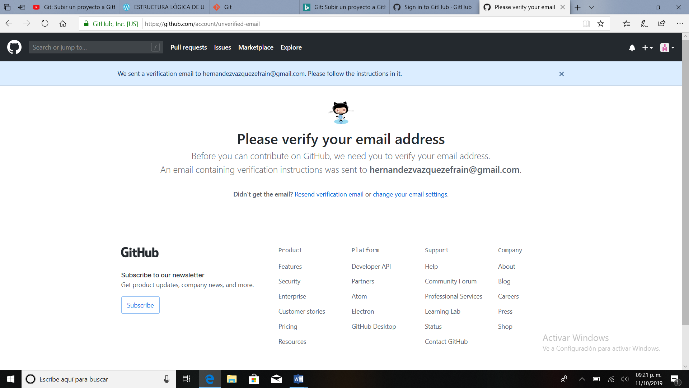 Git: Subir un proyecto a Git
ESTRUCTURA LÓGICA DE U
Git
Git: Subir un proyecto a Git
Sign in to GitHub · GitHub
Please verify your email
GitHub, Inc. [US]
https://github.com/account/unverified-email
Search or jump to...
/
Pull requests
Issues
Marketplace
Explore
We sent a verification email to hernandezvazquezefrain@gmail.com. Please follow the instructions in it.
Please verify your email address
Before you can contribute on GitHub, we need you to verify your email address.
An email containing verification instructions was sent to hernandezvazquezefrain@gmail.com.
Didn't get the email? Resend verification email or change your email settings.
GitHub
Subscribe to our newsletter
Get product updates, company news, and more.
Subscribe
Product
Features
Security
Enterprise
Customer stories
Pricing
Resources
Platform
Developer API
Partners
Atom
Electron
GitHub Desktop
Support
Help
Community Forum
Professional Services
Learning Lab
Status
Contact GitHub
Company
About
Blog
Careers
Press
Shop
Activar Windows
Ve a Configuración para activar Windows.
Escribe aquí para buscar
09:21 p. m.
11/10/2019